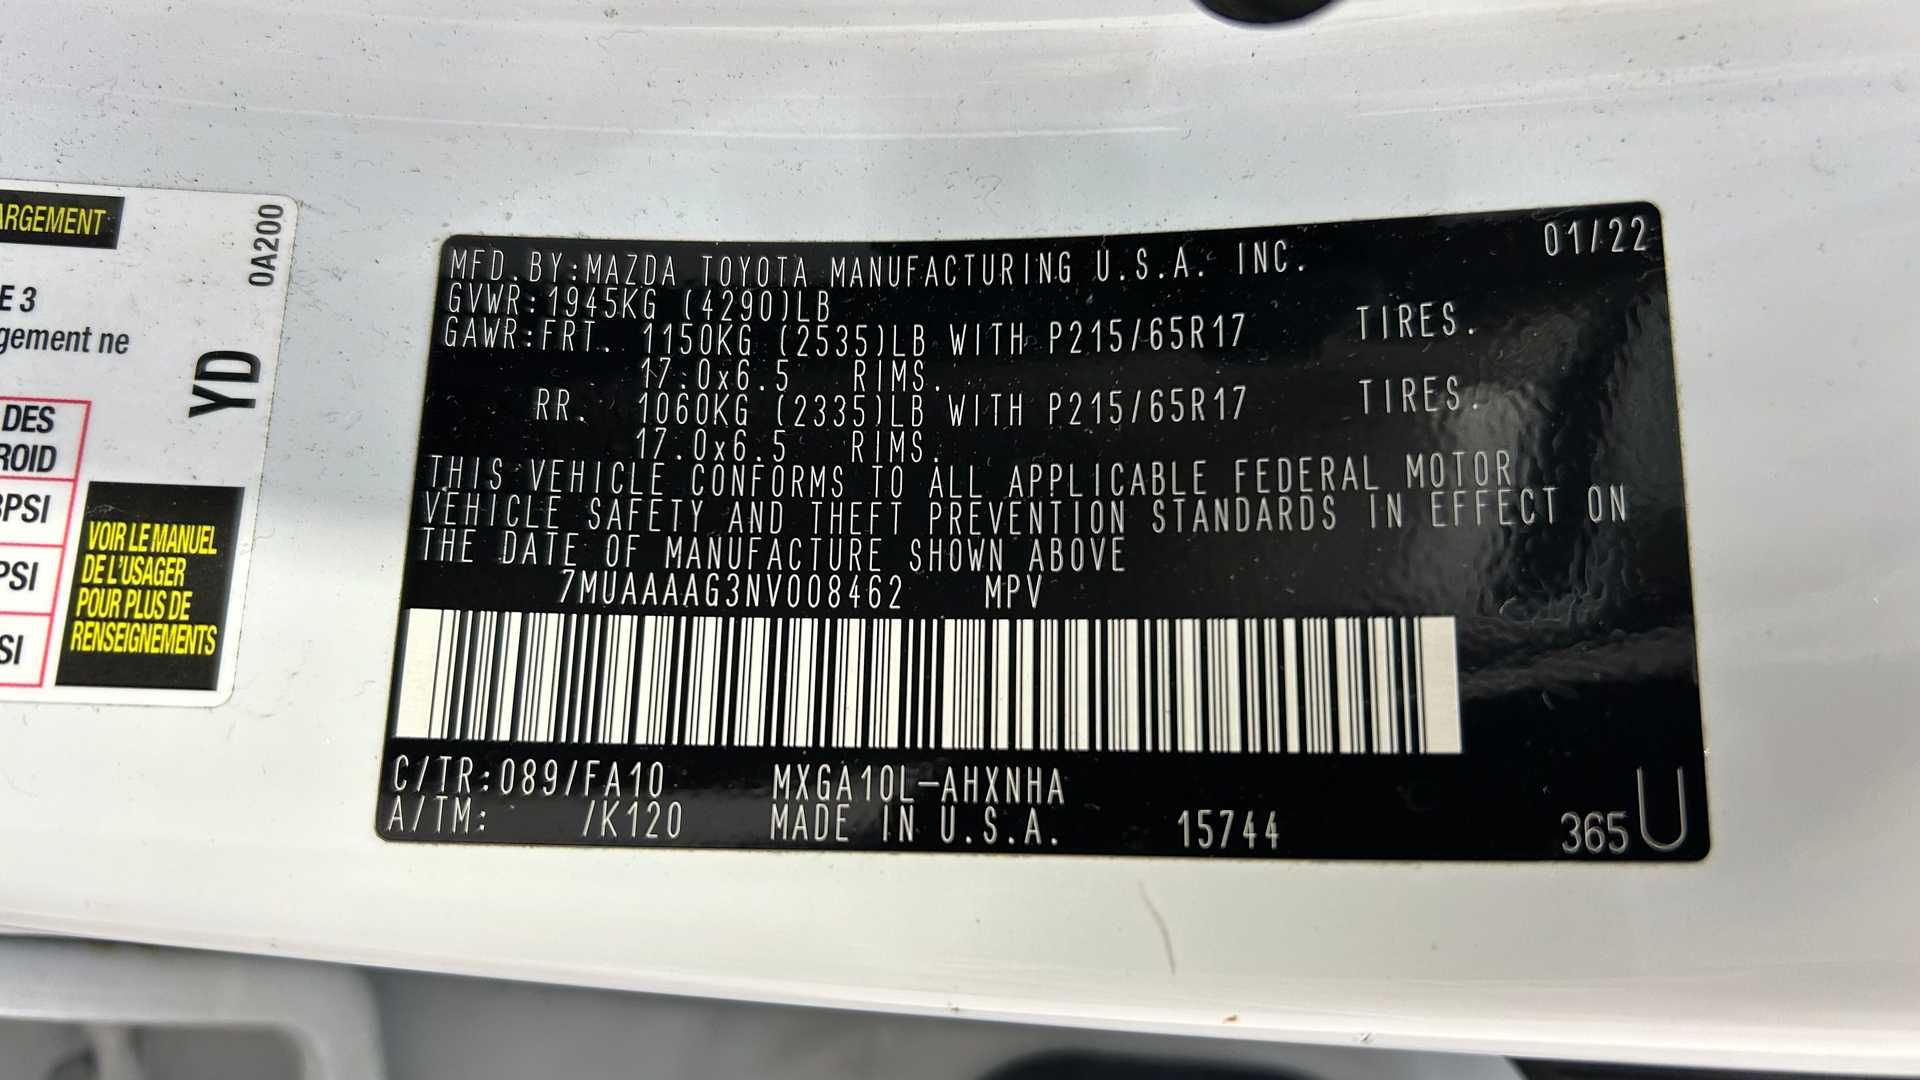 ARGEMENT
0A200
E 3
gement ne
YD
DES
ROID
PSI
PSI
SI
VOIR LE MANUEL
DE L'USAGER
POUR PLUS DE
RENSEIGNEMENTS
MFD.BY:MAZDA TOYOTA MANUFACTURING U.S.A. INC. 01/22
GVWR:1945KG (4290)LB
GAWR:FRT. 1150KG (2535)LB WITH P215/65R17 TIRES.
17.0x6.5 RIMS.
RR. 1060KG (2335)LB WITH P215/65R17 TIRES.
17.0x6.5 RIMS.
THIS VEHICLE CONFORMS TO ALL APPLICABLE FEDERAL MOTOR
VEHICLE SAFETY AND THEFT PREVENTION STANDARDS IN EFFECT ON
THE DATE OF MANUFACTURE SHOWN ABOVE
7MUAAAAG3NV008462 MPV
C/TR:089/FA10 MXGA10L-AHXNHA
A/TM: /K120 MADE IN U.S.A. 15744 365 U